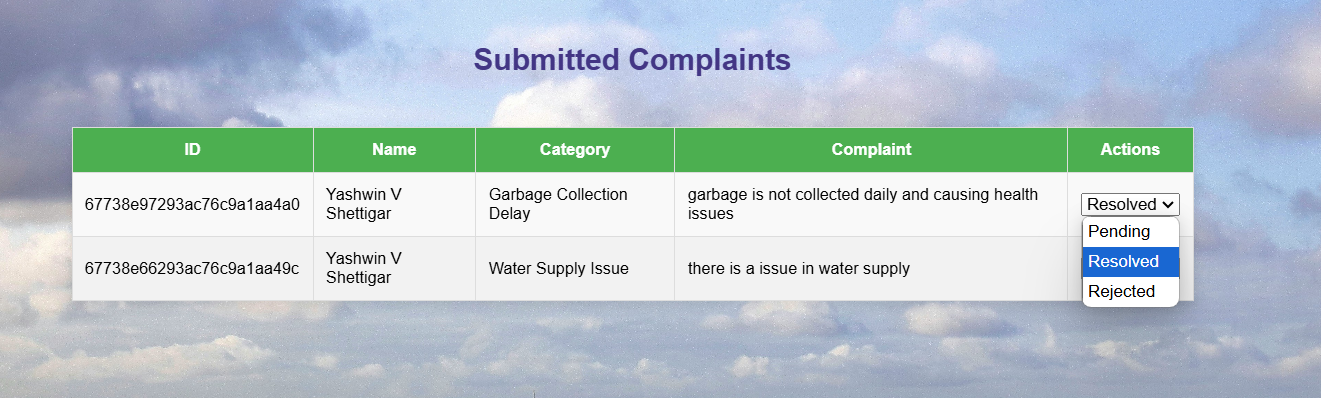 Submitted Complaints
ID Name Category Complaint Actions
67738e97293ac76c9a1aa4a0 Yashwin V Shettigar Garbage Collection Delay garbage is not collected daily and causing health issues Resolved
Pending
Resolved
Rejected
67738e66293ac76c9a1aa49c Yashwin V Shettigar Water Supply Issue there is a issue in water supply